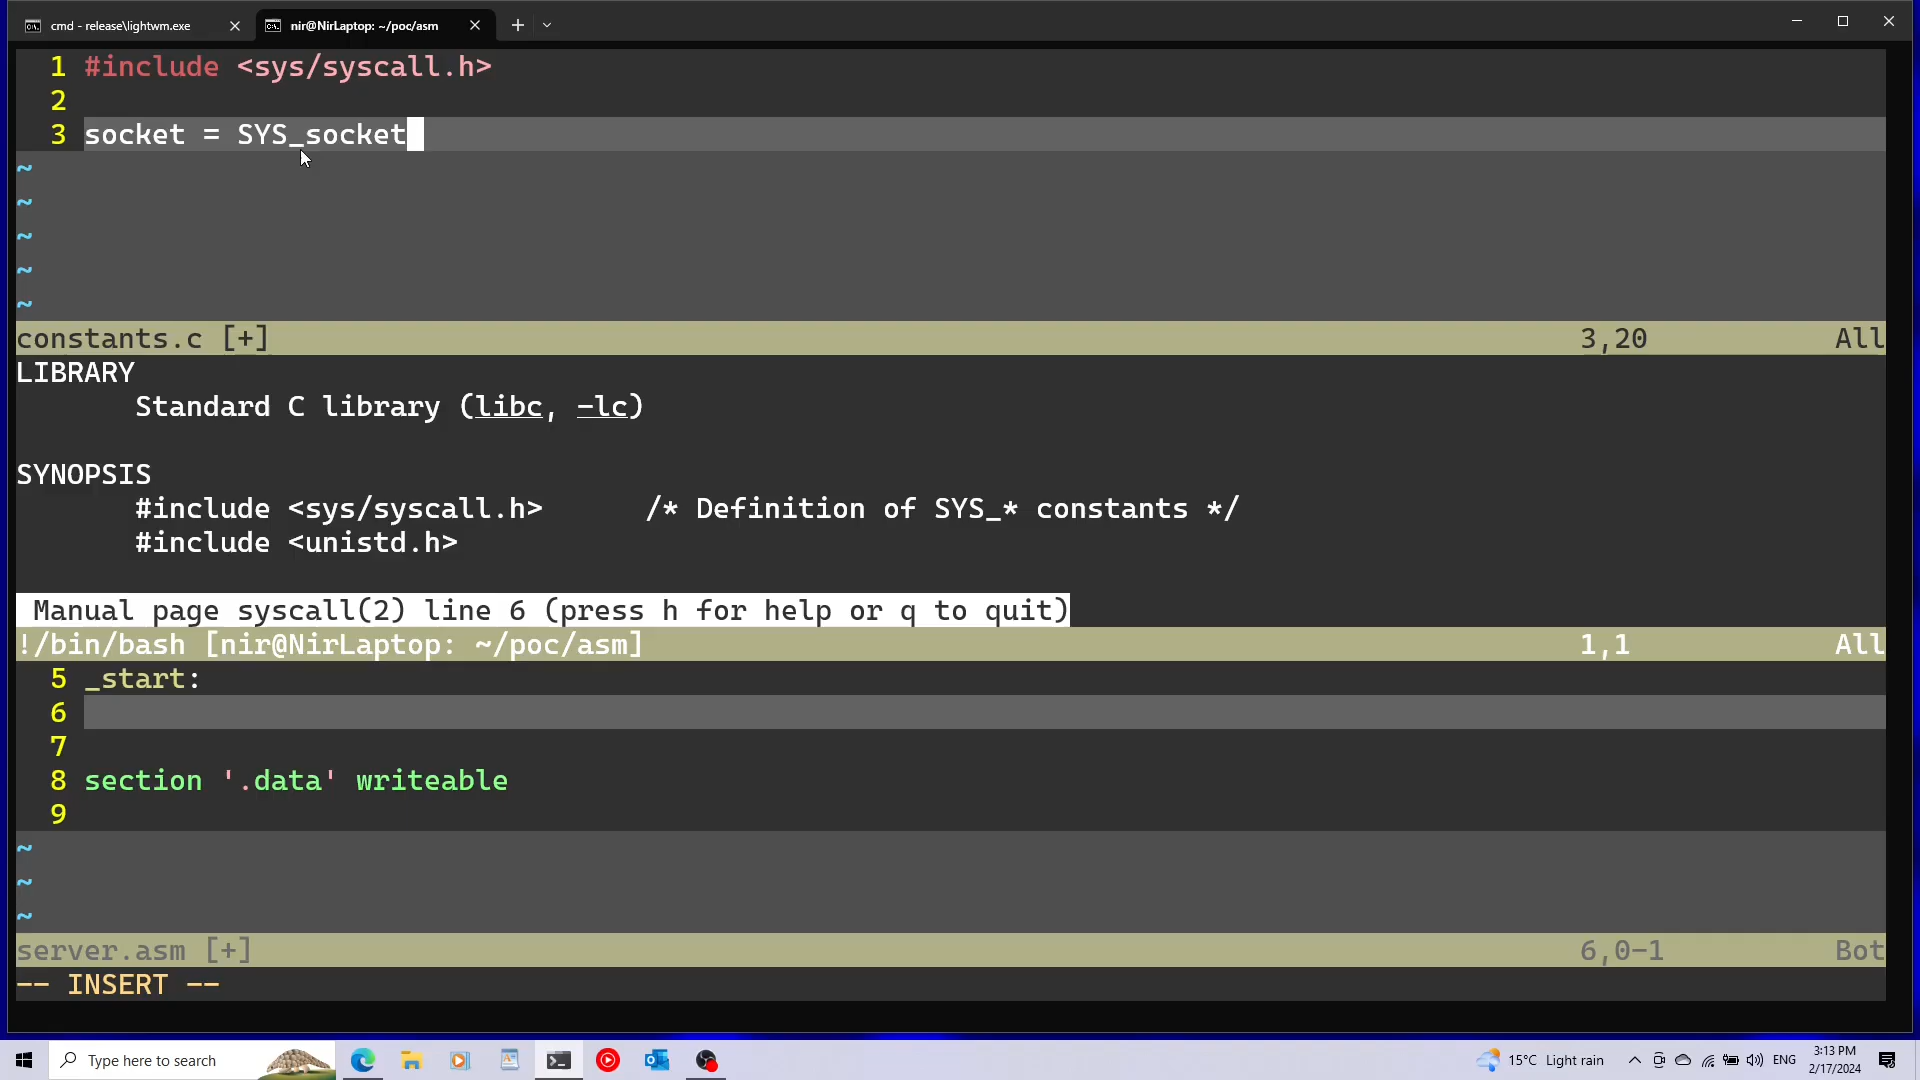 cmd - release\lightwm.exe
nir@NirLaptop: ~/poc/asm
1 #include <sys/syscall.h>
2
3 socket = SYS_socket
~
~
~
~
~
constants.c [+] 3,20 All
LIBRARY
Standard C library (libc, -lc)
SYNOPSIS
#include <sys/syscall.h> /* Definition of SYS_* constants */
#include <unistd.h>
Manual page syscall(2) line 6 (press h for help or q to quit)
!/bin/bash [nir@NirLaptop: ~/poc/asm] 1,1 All
5 _start:
6
7
8 section '.data' writeable
9
~
~
~
server.asm [+] 6,0-1 Bot
-- INSERT --
Type here to search
15°C Light rain
ENG
3:13 PM
2/17/2024